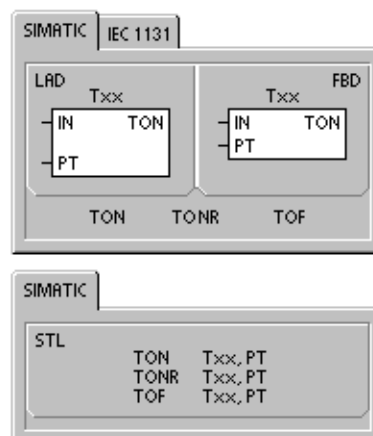 SIMATIC IEC 1131
LAD
Txx
IN TON
PT
FBD
Txx
IN TON
PT
TON TONR TOF
SIMATIC
STL
TON Txx, PT
TONR Txx, PT
TOF Txx, PT